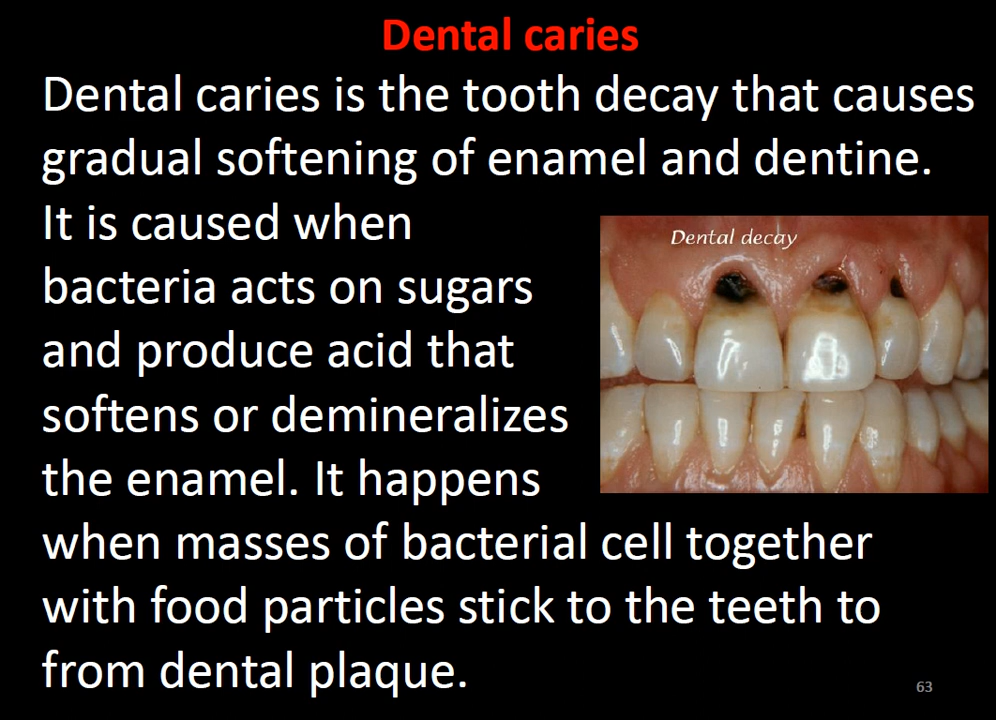 Dental caries
Dental caries is the tooth decay that causes
gradual softening of enamel and dentine.
It is caused when
bacteria acts on sugars
and produce acid that
softens or demineralizes
the enamel. It happens
when masses of bacterial cell together
with food particles stick to the teeth to
from dental plaque.
Dental decay
63